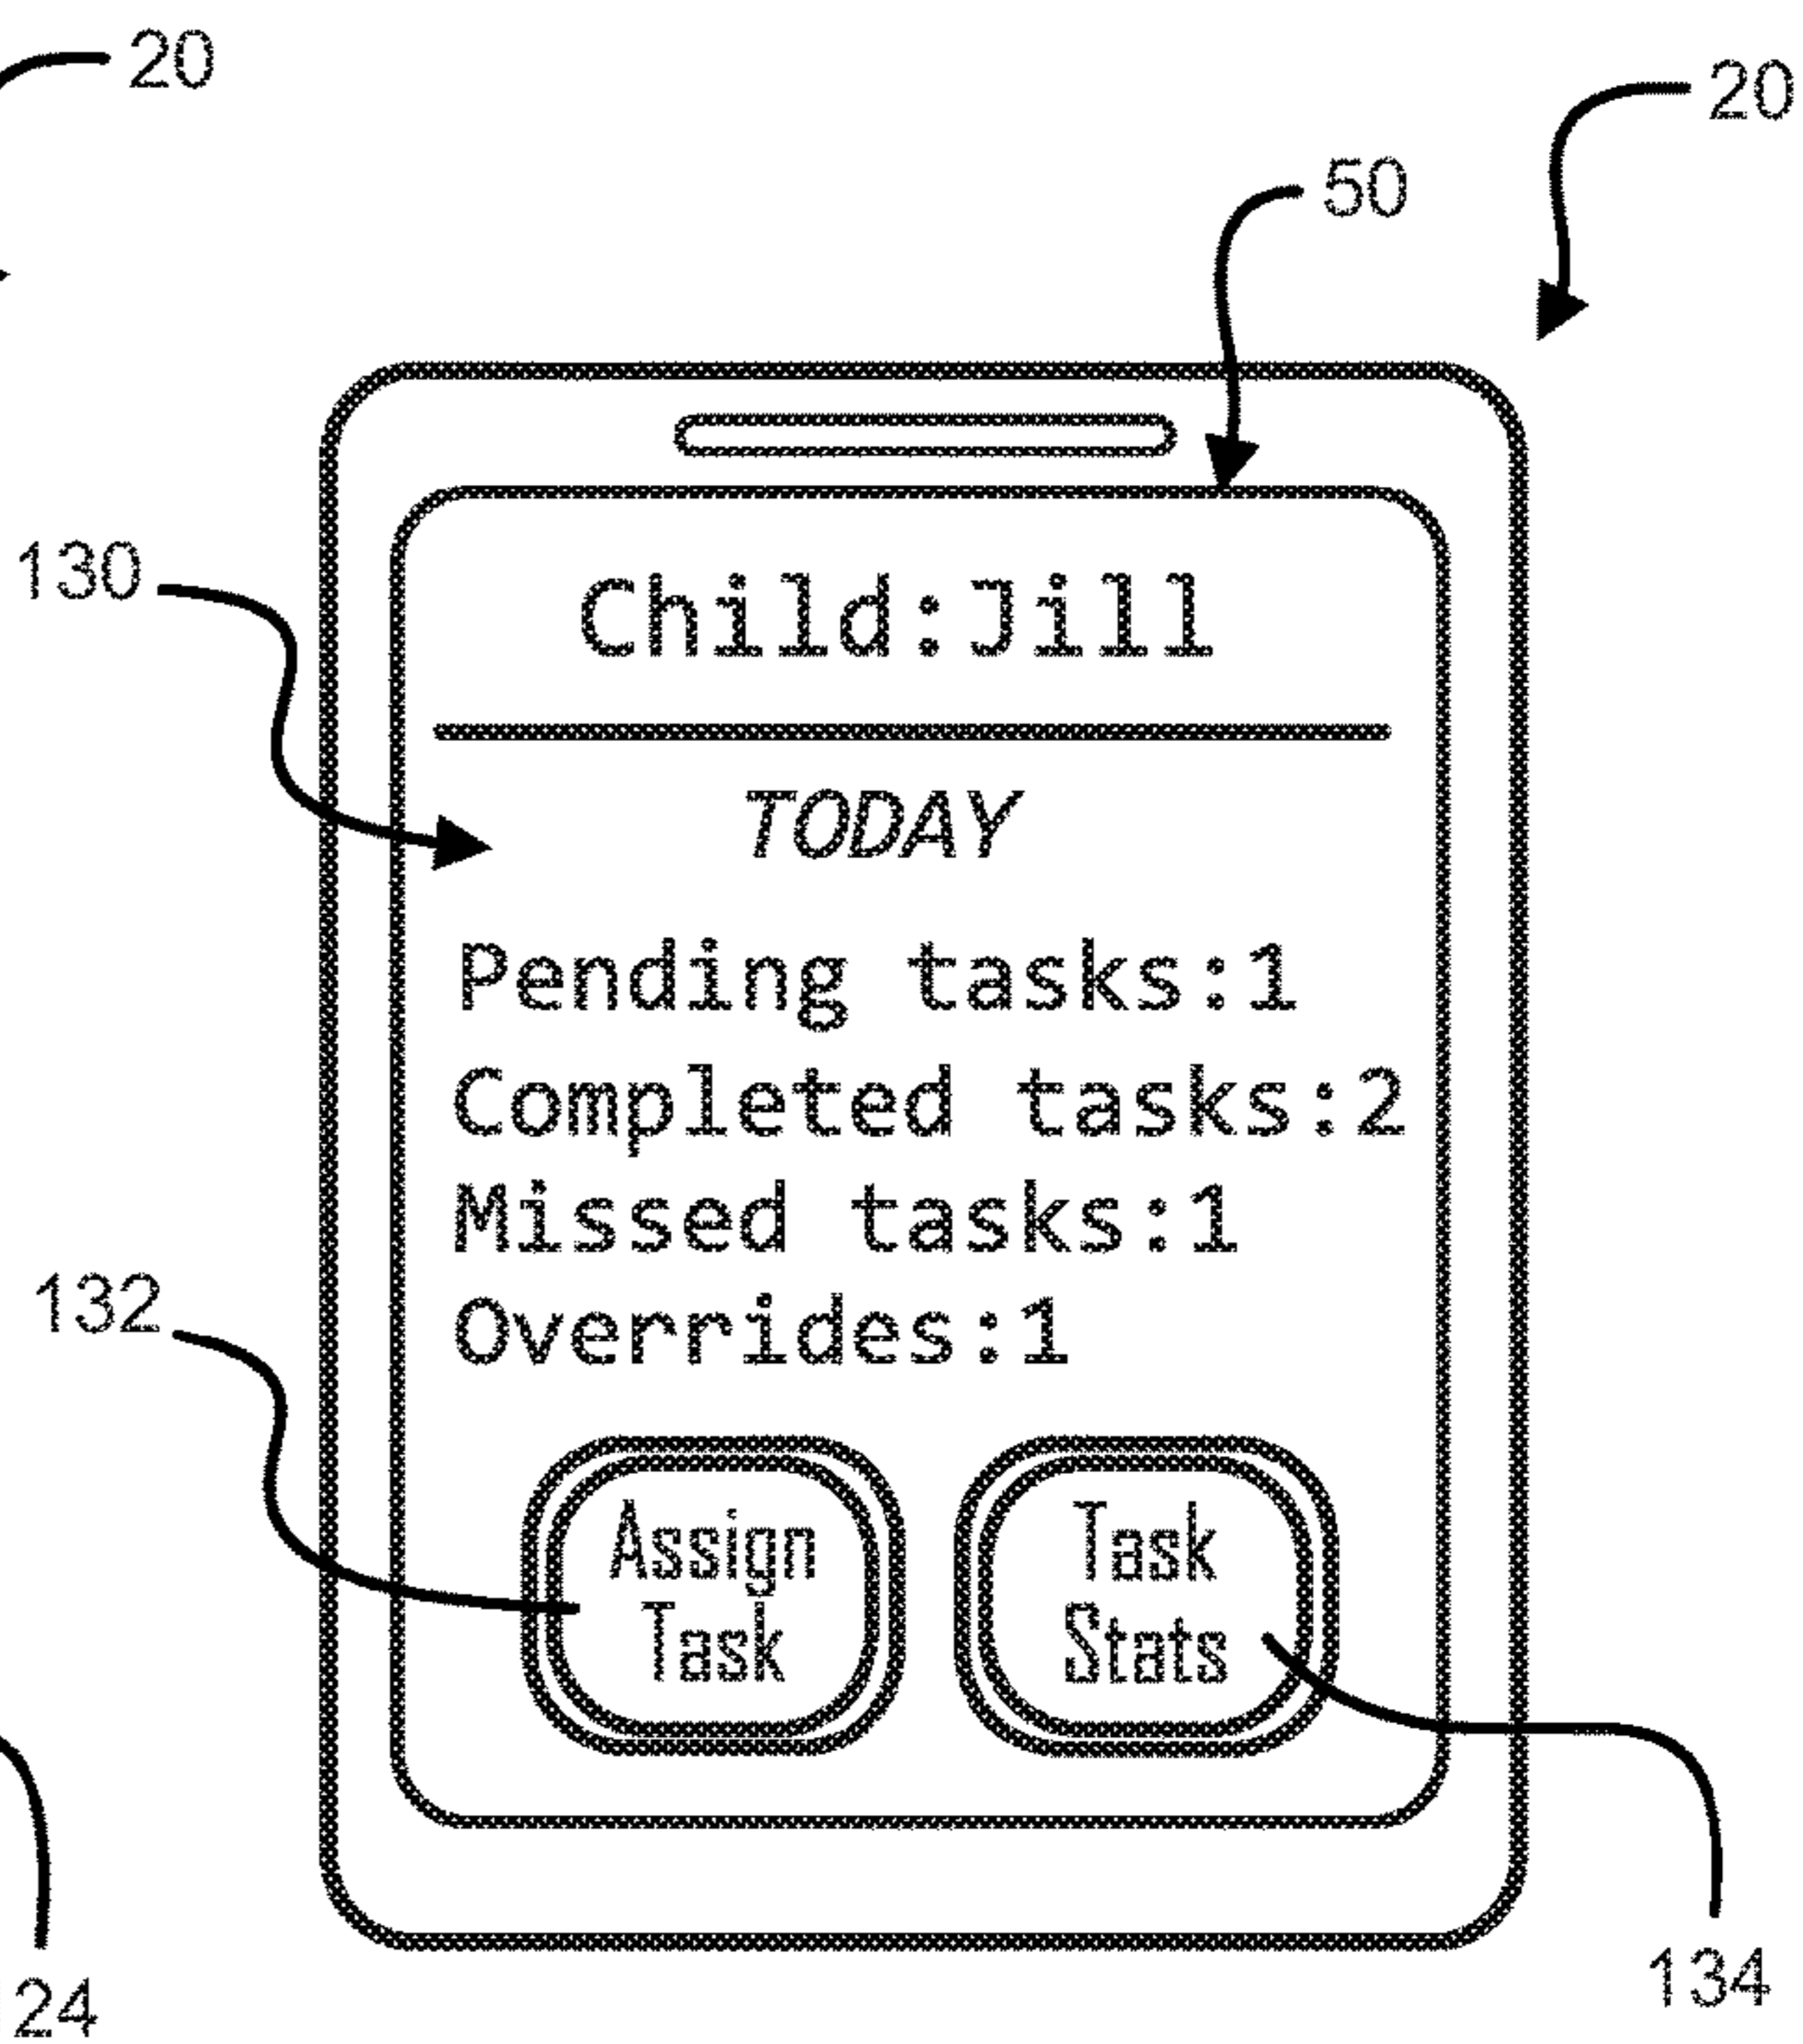 20
20
50
130
Child:Jill
TODAY
Pending tasks:1
Completed tasks:2
Missed tasks:1
132
Overrides:1
Assign
Task
Task
Stats
134
24